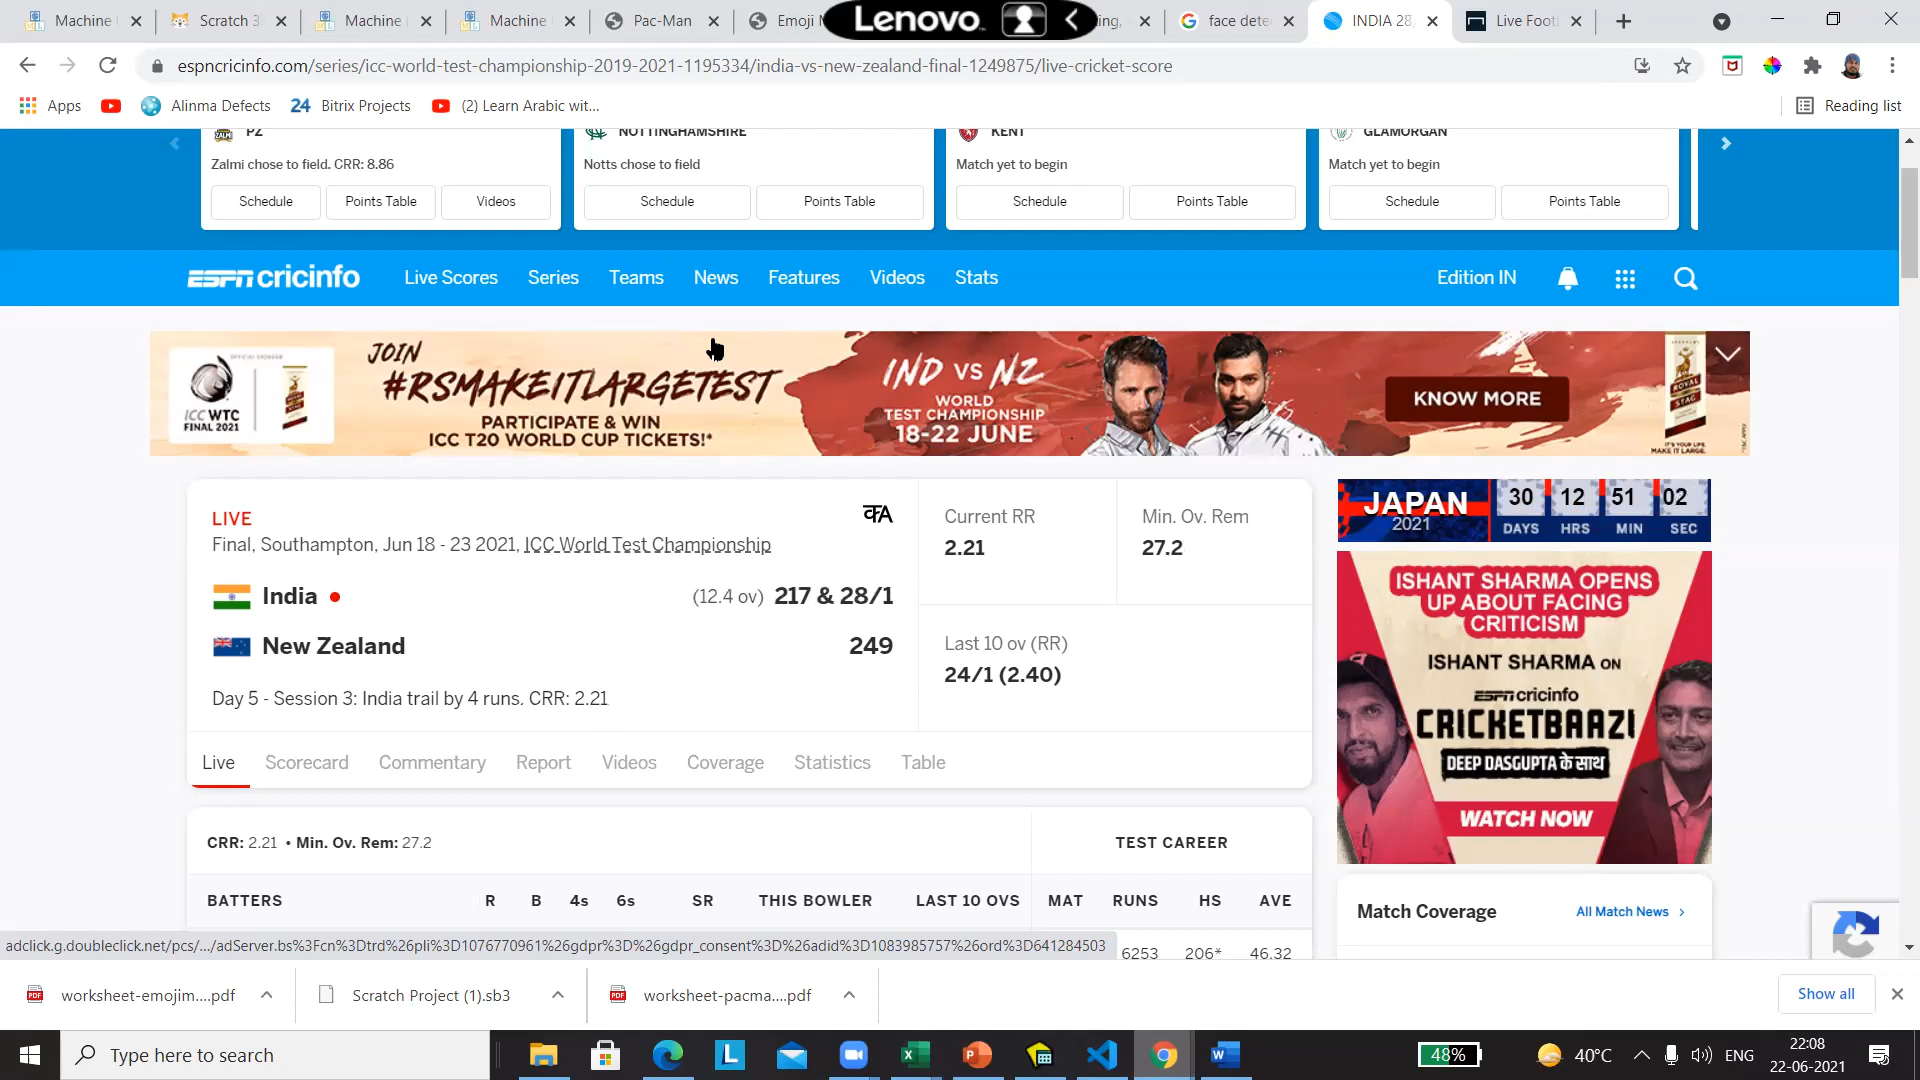 Machine
Scratch 3
Machine
Machine
Pac-Man
Emoji
Lenovo
face dete
INDIA 28
Live Foot
espncricinfo.com/series/icc-world-test-championship-2019-2021-1195334/india-vs-new-zealand-final-1249875/live-cricket-score
Apps
Alinma Defects
24 Bitrix Projects
(2) Learn Arabic wit...
Reading list
PZ
NOTTINGHAMSHIRE
KENT
GLAMORGAN
Zalmi chose to field. CRR: 8.86
Notts chose to field
Match yet to begin
Match yet to begin
Schedule
Points Table
Videos
Schedule
Points Table
Schedule
Points Table
Schedule
Points Table
ESPN cricinfo
Live Scores
Series
Teams
News
Features
Videos
Stats
Edition IN
OFFICIAL SPONSOR
ICC WTC
FINAL 2021
JOIN
#RSMAKEITLARGETEST
PARTICIPATE & WIN
ICC T20 WORLD CUP TICKETS!*
IND VS NZ
WORLD
TEST CHAMPIONSHIP
18-22 JUNE
KNOW MORE
ROYAL
STAG
IT'S YOUR LIFE
MAKE IT LARGE
LIVE
Final, Southampton, Jun 18 - 23 2021, ICC World Test Championship
India
(12.4 ov) 217 & 28/1
New Zealand
249
Day 5 - Session 3: India trail by 4 runs. CRR: 2.21
Current RR
2.21
Min. Ov. Rem
27.2
Last 10 ov (RR)
24/1 (2.40)
JAPAN
2021
30 12 51 02
DAYS HRS MIN SEC
ISHANT SHARMA OPENS
UP ABOUT FACING
CRITICISM
ISHANT SHARMA ON
ESPN cricinfo
CRICKETBAAZI
DEEP DASGUPTA के साथ
WATCH NOW
Live
Scorecard
Commentary
Report
Videos
Coverage
Statistics
Table
CRR: 2.21 • Min. Ov. Rem: 27.2
TEST CAREER
BATTERS R B 4s 6s SR THIS BOWLER LAST 10 OVS MAT RUNS HS AVE
6253 206* 46.32
Match Coverage
All Match News
adclick.g.doubleclick.net/pcs/.../adServer.bs%3Fcn%3Dtrd%26pli%3D1076770961%26gdpr%3D%26gdpr_consent%3D%26adid%3D1083985757%26ord%3D641284503
worksheet-emojim....pdf
Scratch Project (1).sb3
worksheet-pacma....pdf
Show all
Type here to search
48%
40°C
ENG
22:08
22-06-2021